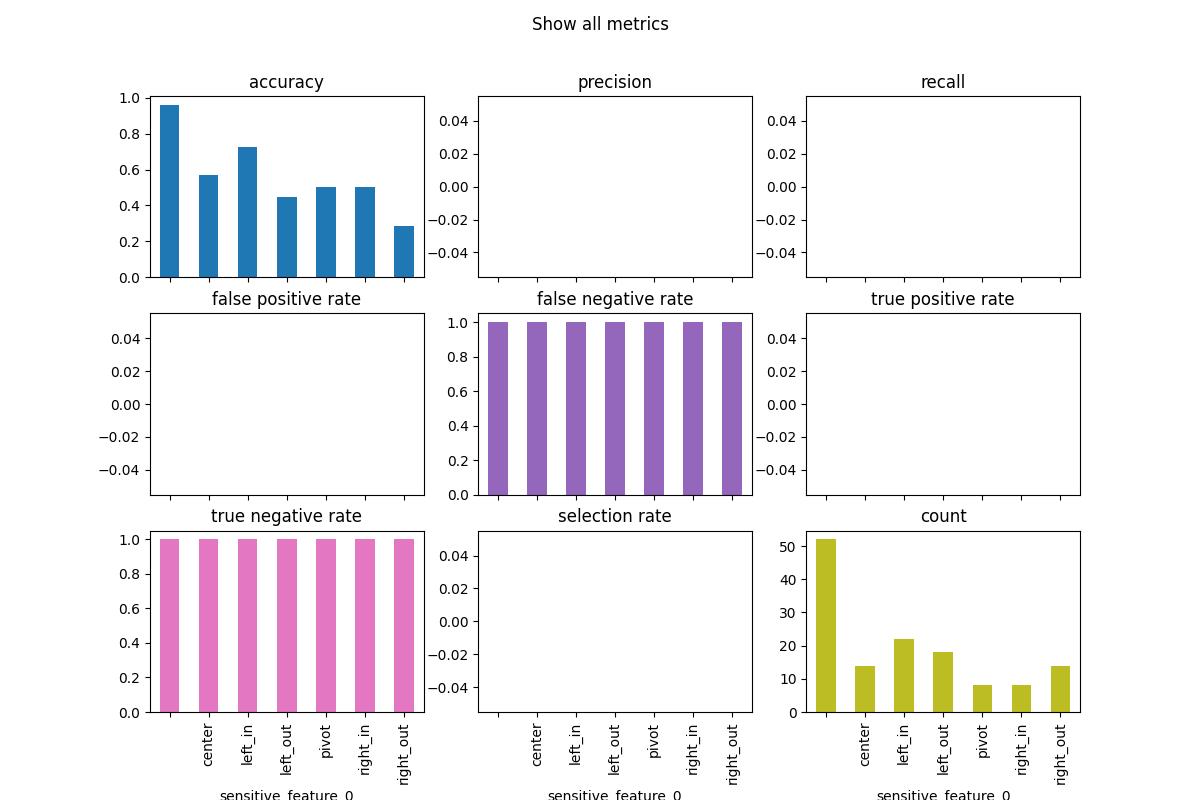 Show all metrics
accuracy
1.0
0.8
0.6
0.4
0.2
0.0
precision
0.04
0.02
0.00
−0.02
−0.04
recall
0.04
0.02
0.00
−0.02
−0.04
false positive rate
0.04
0.02
0.00
−0.02
−0.04
false negative rate
1.0
0.8
0.6
0.4
0.2
0.0
true positive rate
0.04
0.02
0.00
−0.02
−0.04
true negative rate
1.0
0.8
0.6
0.4
0.2
0.0
center
left_in
left_out
pivot
right_in
right_out
sensitive_feature_0
selection rate
0.04
0.02
0.00
−0.02
−0.04
center
left_in
left_out
pivot
right_in
right_out
sensitive_feature_0
count
50
40
30
20
10
0
center
left_in
left_out
pivot
right_in
right_out
sensitive_feature_0